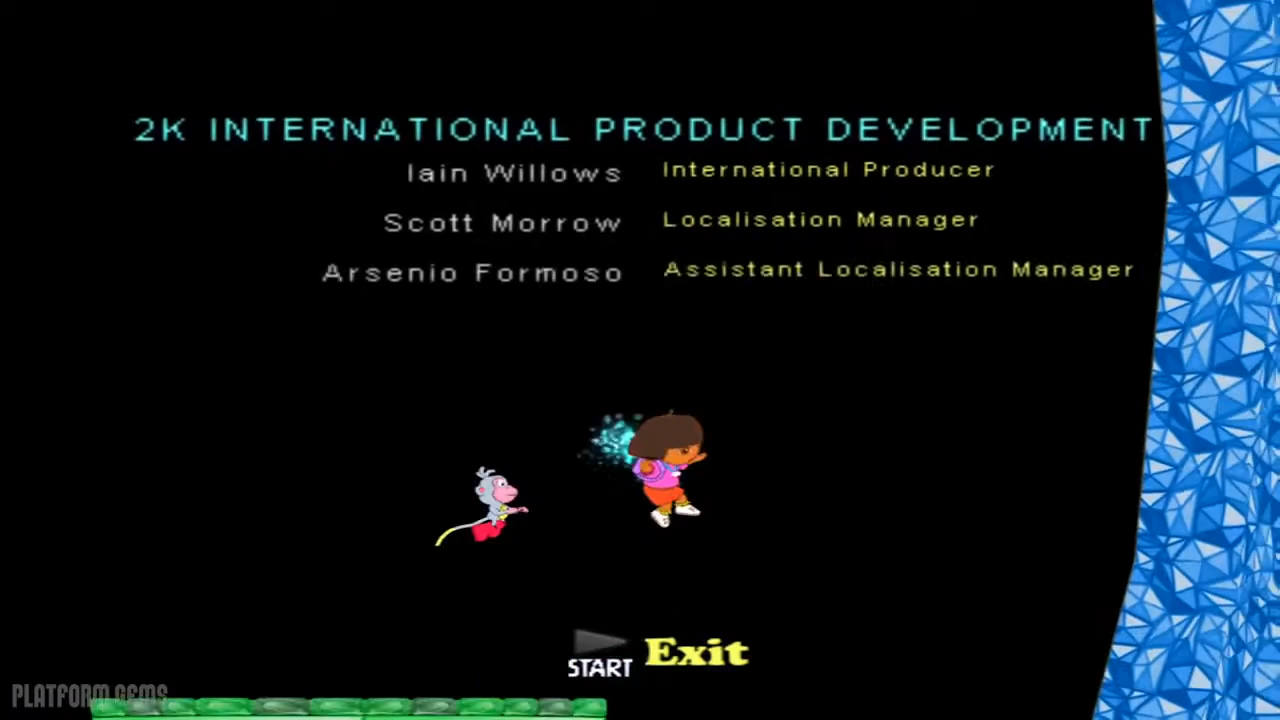 2K INTERNATIONAL PRODUCT DEVELOPMENT
Iain Willows International Producer
Scott Morrow Localisation Manager
Arsenio Formoso Assistant Localisation Manager
START Exit
PLATFORM GEMS